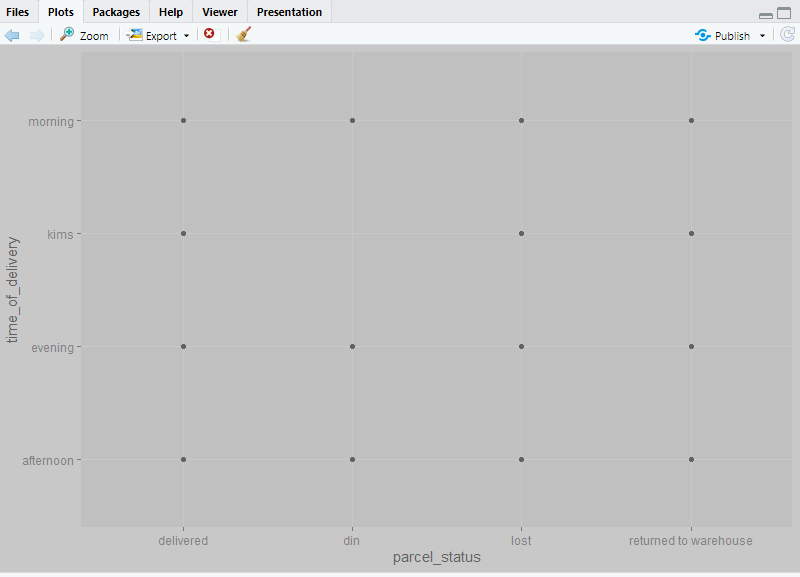 Files Plots Packages Help Viewer Presentation
Zoom Export Publish
morning
kims
evening
afternoon
time_of_delivery
delivered din lost returned to warehouse
parcel_status